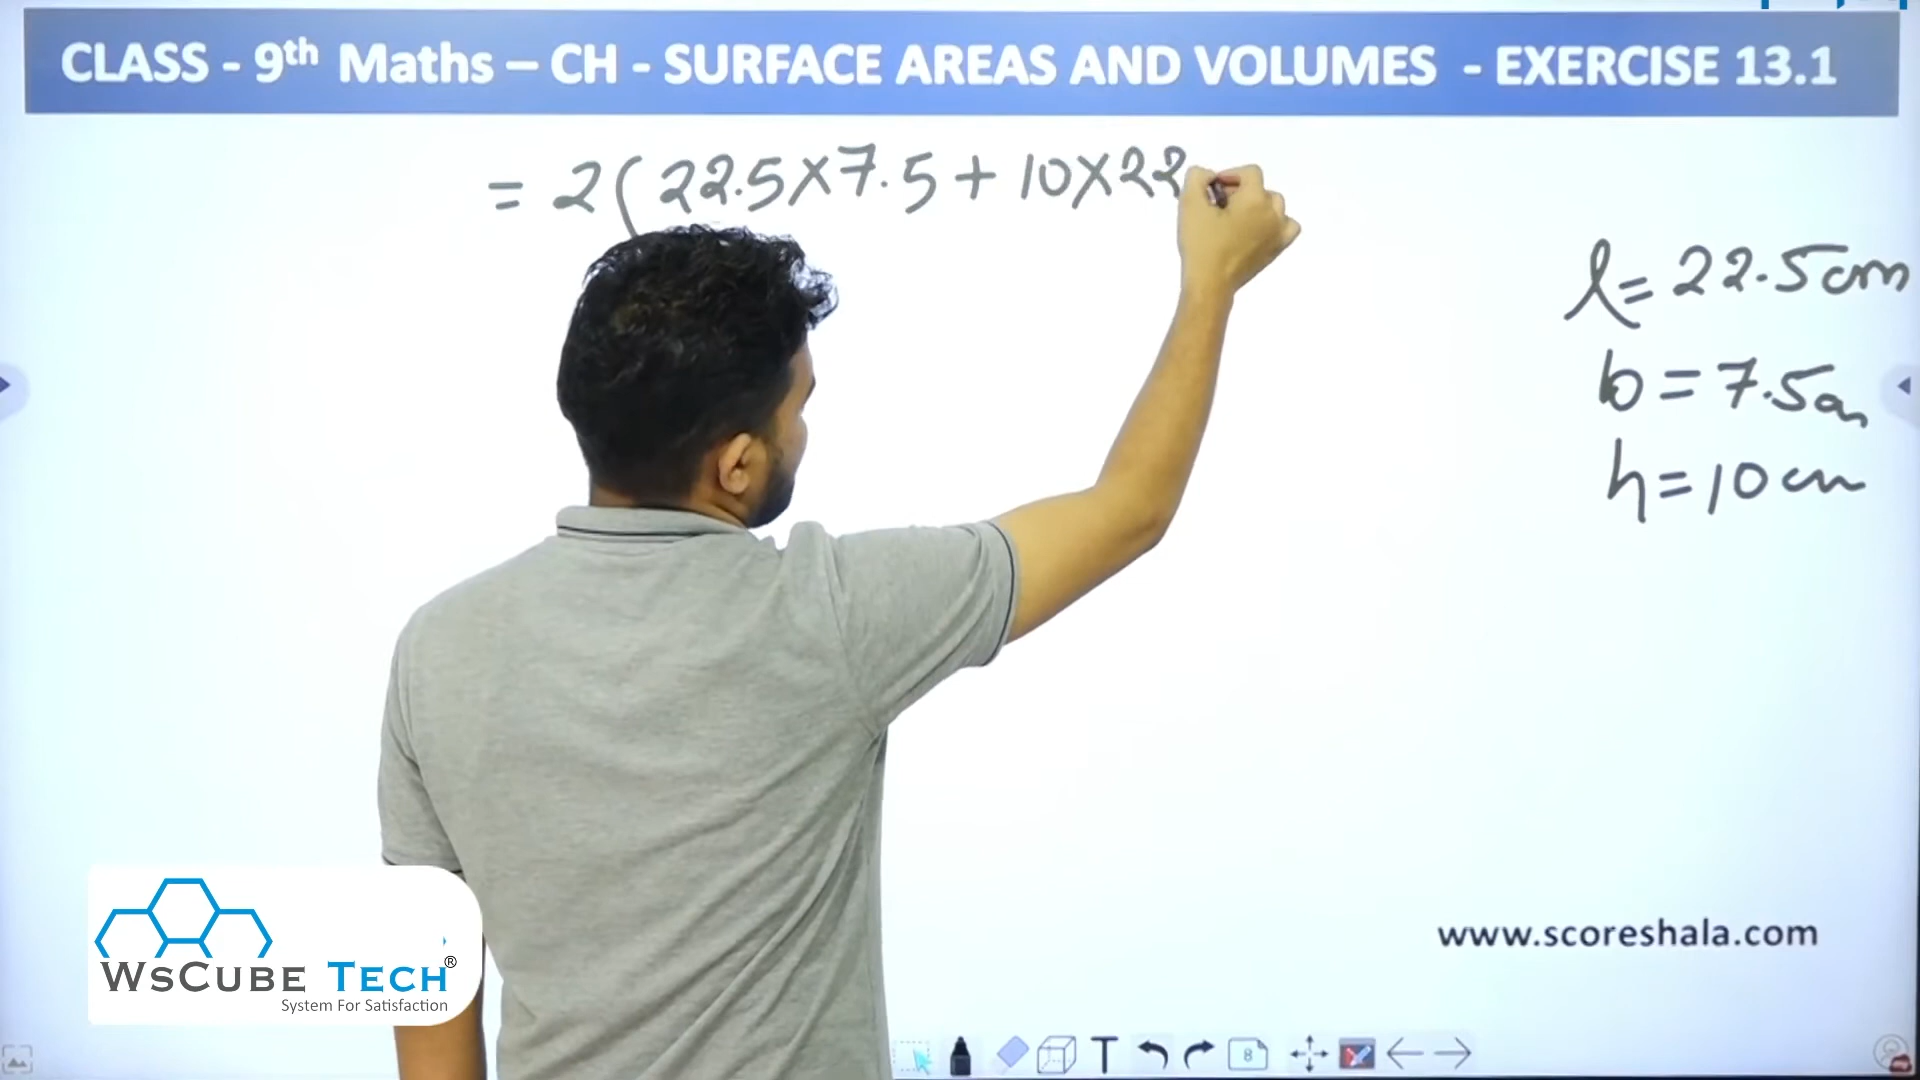 CLASS - 9th Maths – CH - SURFACE AREAS AND VOLUMES - EXERCISE 13.1
= 2(22.5×7.5+10×22
l=22.5cm
b=7.5cm
h=10cm
www.scoreshala.com
WSCUBE TECH®
System For Satisfaction
T
8